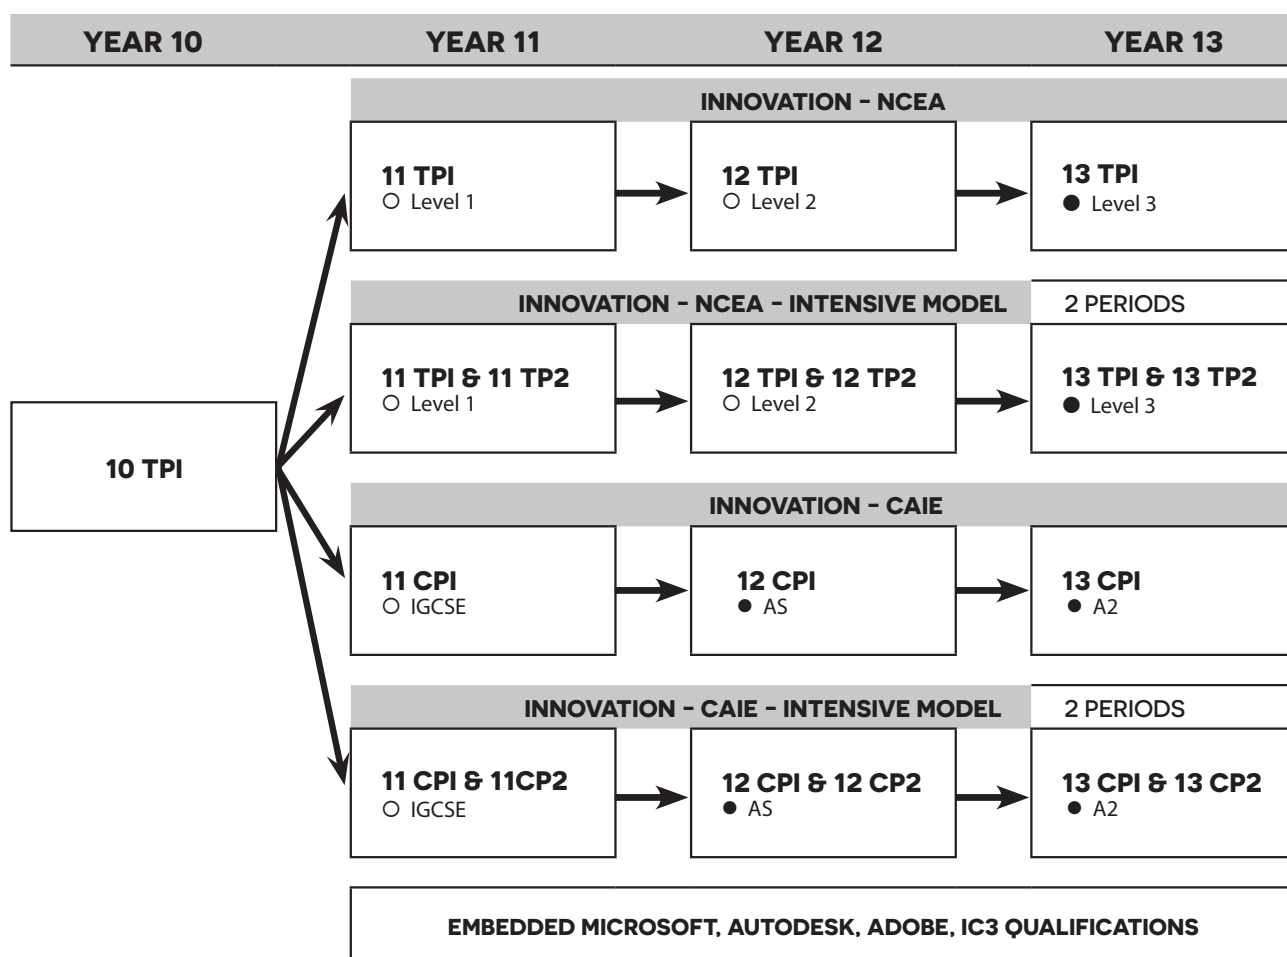 YEAR 10 YEAR 11 YEAR 12 YEAR 13
INNOVATION - NCEA
11 TPI
○ Level 1
12 TPI
○ Level 2
13 TPI
● Level 3
INNOVATION - NCEA - INTENSIVE MODEL
2 PERIODS
11 TPI & 11 TP2
○ Level 1
12 TPI & 12 TP2
○ Level 2
13 TPI & 13 TP2
● Level 3
10 TPI
INNOVATION - CAIE
11 CPI
○ IGCSE
12 CPI
● AS
13 CPI
● A2
INNOVATION - CAIE - INTENSIVE MODEL
2 PERIODS
11 CPI & 11CP2
○ IGCSE
12 CPI & 12 CP2
● AS
13 CPI & 13 CP2
● A2
EMBEDDED MICROSOFT, AUTODESK, ADOBE, IC3 QUALIFICATIONS